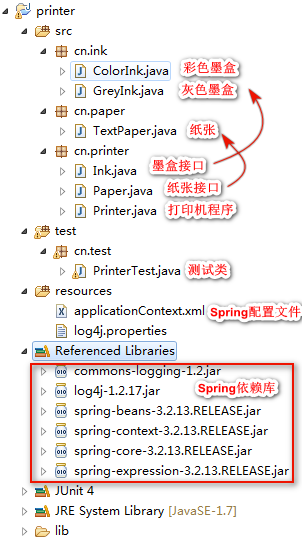 printer
src
cn.ink
ColorInk.java 彩色墨盒
GreyInk.java 灰色墨盒
cn.paper
TextPaper.java 纸张
cn.printer
Ink.java 墨盒接口
Paper.java 纸张接口
Printer.java 打印机程序
test
cn.test
PrinterTest.java 测试类
resources
applicationContext.xml Spring配置文件
log4j.properties
Referenced Libraries
commons-logging-1.2.jar
log4j-1.2.17.jar Spring依赖库
spring-beans-3.2.13.RELEASE.jar
spring-context-3.2.13.RELEASE.jar
spring-core-3.2.13.RELEASE.jar
spring-expression-3.2.13.RELEASE.jar
JUnit 4
JRE System Library [JavaSE-1.7]
lib